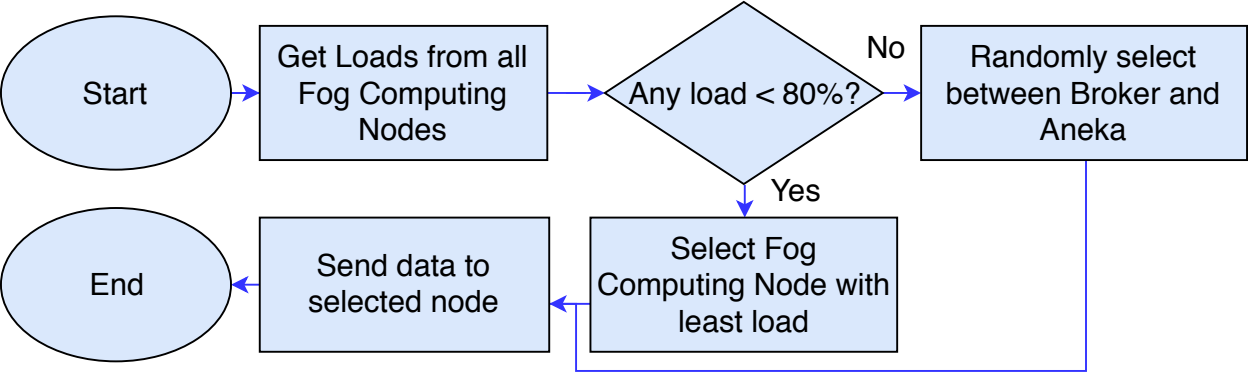 Start
Get Loads from all
Fog Computing
Nodes
Any load < 80%?
No
Randomly select
between Broker and
Aneka
Yes
Select Fog
Computing Node with
least load
Send data to
selected node
End